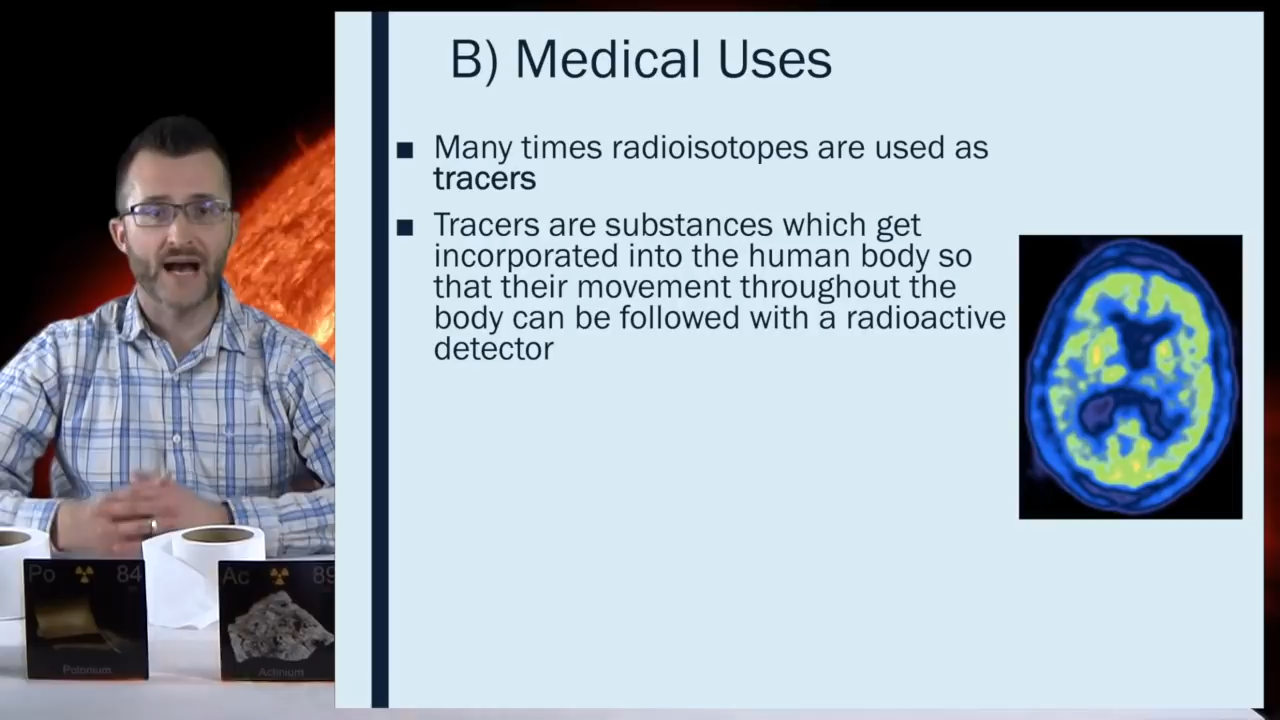 B) Medical Uses
■ Many times radioisotopes are used as
tracers
■ Tracers are substances which get
incorporated into the human body so
that their movement throughout the
body can be followed with a radioactive
detector
Po 84
Polonium
Ac 89
Actinium